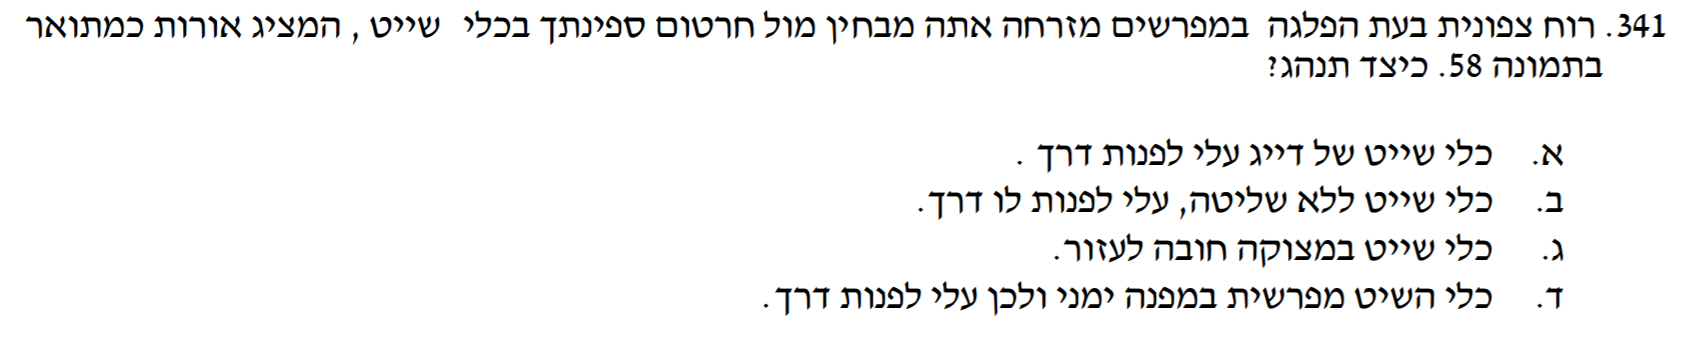 341. רוח צפונית בעת הפלגה במפרשים מזרחה אתה מבחין מול חרטום ספינתך בכלי שייט , המציג אורות כמתואר
בתמונה 58. כיצד תנהג?
א. כלי שייט של דייג עלי לפנות דרך .
ב. כלי שייט ללא שליטה, עלי לפנות לו דרך.
ג. כלי שייט במצוקה חובה לעזור.
ד. כלי השיט מפרשית במפנה ימני ולכן עלי לפנות דרך.